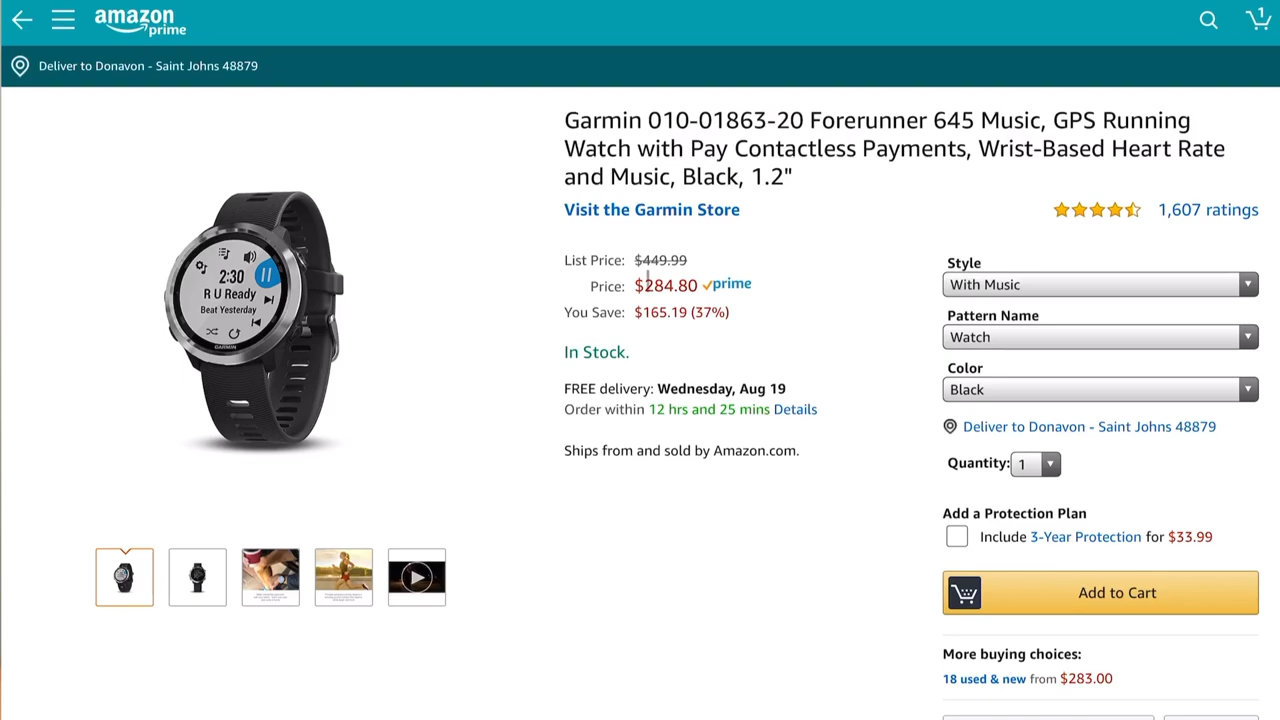 amazon
prime
1
Deliver to Donavon - Saint Johns 48879
Garmin 010-01863-20 Forerunner 645 Music, GPS Running
Watch with Pay Contactless Payments, Wrist-Based Heart Rate
and Music, Black, 1.2"
Visit the Garmin Store
1,607 ratings
List Price: $449.99
Price: $284.80 prime
You Save: $165.19 (37%)
In Stock.
FREE delivery: Wednesday, Aug 19
Order within 12 hrs and 25 mins Details
Ships from and sold by Amazon.com.
2:30
R U Ready
Beat Yesterday
GARMIN
Style
With Music
Pattern Name
Watch
Color
Black
Deliver to Donavon - Saint Johns 48879
Quantity: 1
Add a Protection Plan
Include 3-Year Protection for $33.99
Add to Cart
More buying choices:
18 used & new from $283.00